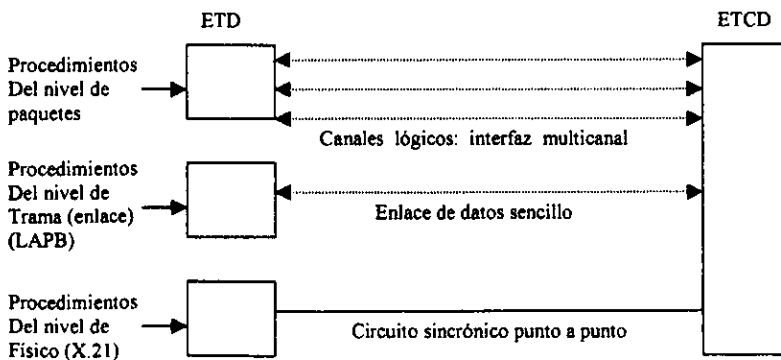 ETD
ETCD
Procedimientos
Del nivel de
paquetes
Canales lógicos: interfaz multicanal
Procedimientos
Del nivel de
Trama (enlace)
(LAPB)
Enlace de datos sencillo
Procedimientos
Del nivel de
Físico (X.21)
Circuito sincrónico punto a punto